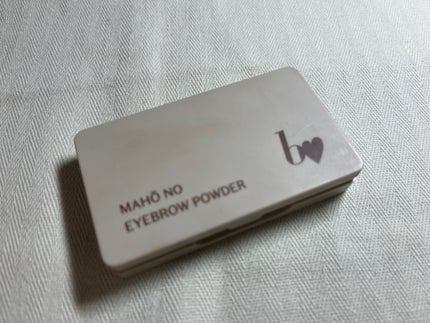 b♥
MAHŌ NO
EYEBROW POWDER